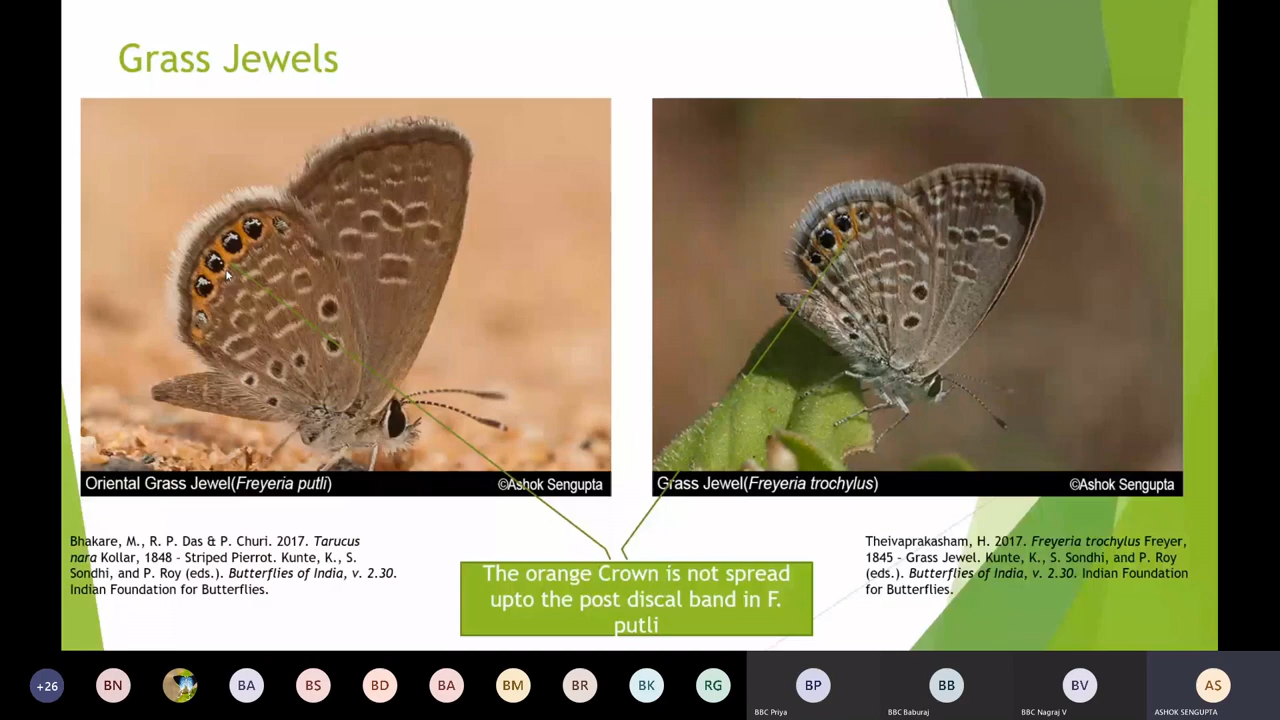 Grass Jewels
Oriental Grass Jewel(Freyeria putli)
©Ashok Sengupta
Grass Jewel(Freyeria trochylus)
©Ashok Sengupta
Bhakare, M., R. P. Das & P. Churi. 2017. Tarucus
nara Kollar, 1848 - Striped Pierrot. Kunte, K., S.
Sondhi, and P. Roy (eds.). Butterflies of India, v. 2.30.
Indian Foundation for Butterflies.
The orange Crown is not spread
upto the post discal band in F.
putli
Theivaprakasham, H. 2017. Freyeria trochylus Freyer,
1845 - Grass Jewel. Kunte, K., S. Sondhi, and P. Roy
(eds.). Butterflies of India, v. 2.30. Indian Foundation
for Butterflies.
+26
BN
BA
BS
BD
BA
BM
BR
BK
RG
BP
BBC Priya
BB
BBC Baburaj
BV
BBC Nagraj V
AS
ASHOK SENGUPTA